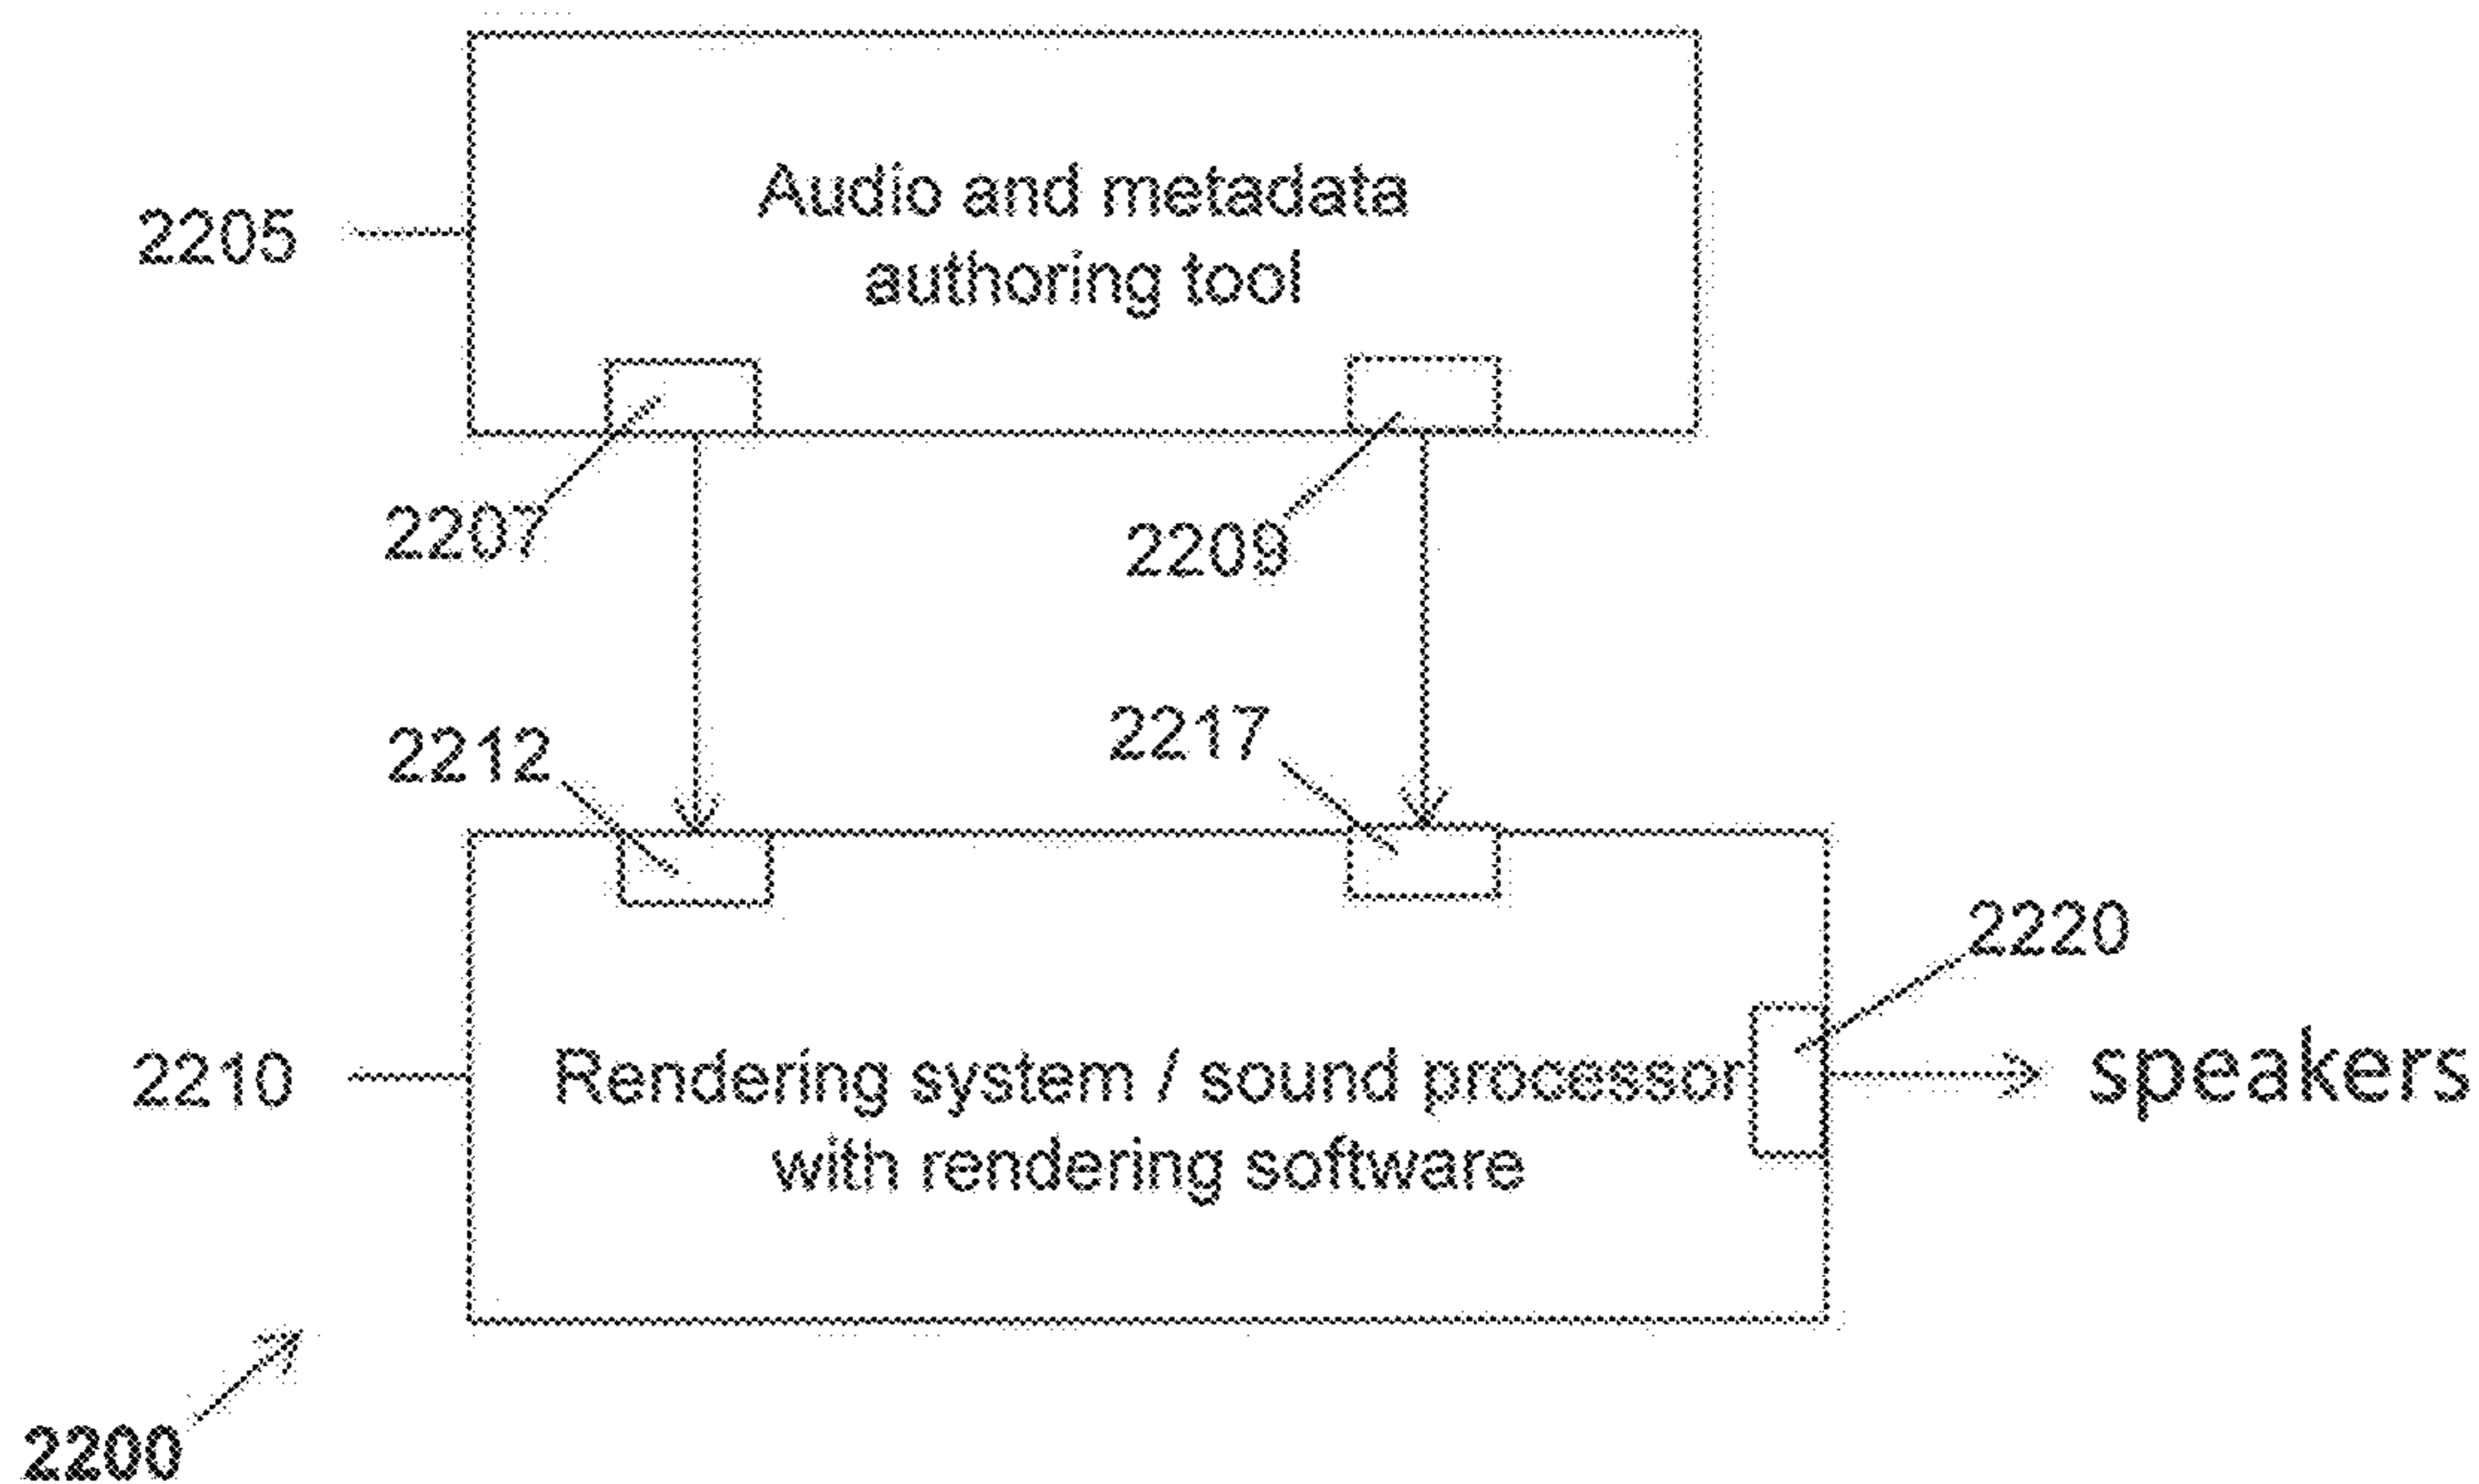 Audio and metadata
authoring tool
2205
2207
2209
2212
2217
2220
2210
Rendering system / sound processor
with rendering software
speakers
2200